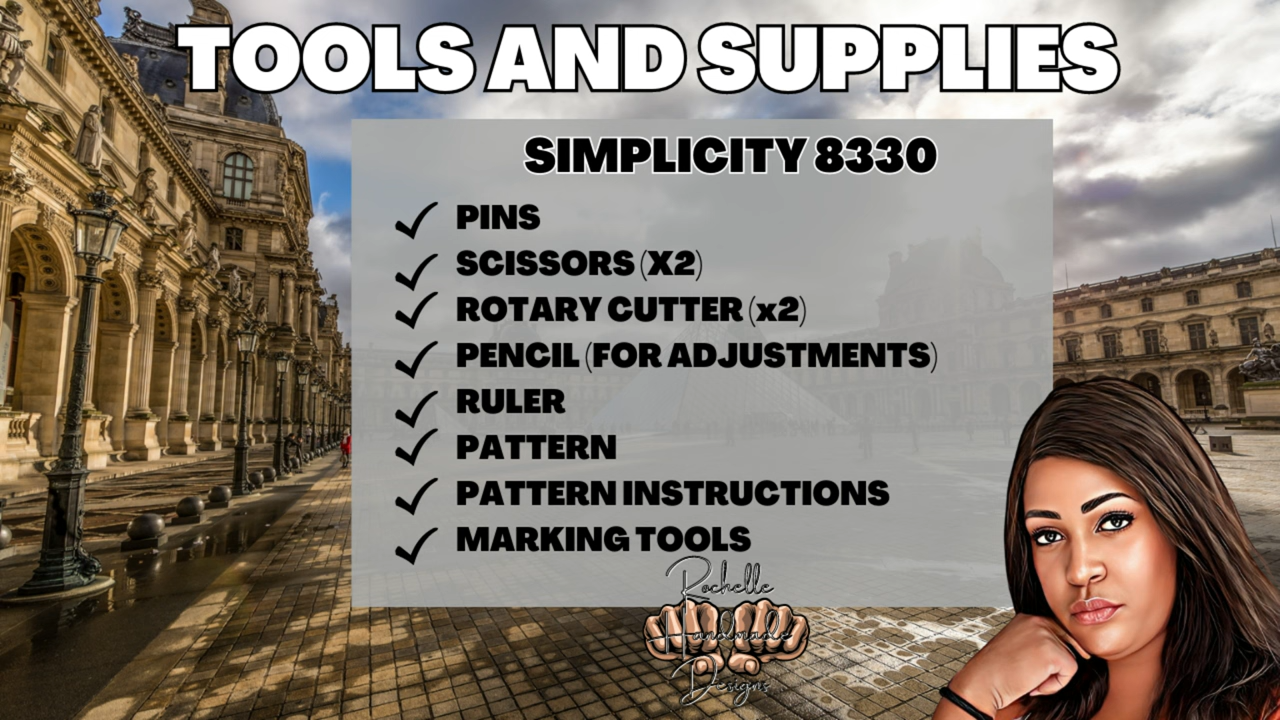 TOOLS AND SUPPLIES
SIMPLICITY 8330
PINS
SCISSORS (X2)
ROTARY CUTTER (x2)
PENCIL (FOR ADJUSTMENTS)
RULER
PATTERN
PATTERN INSTRUCTIONS
MARKING TOOLS
Rochelle
Handmade
Designs